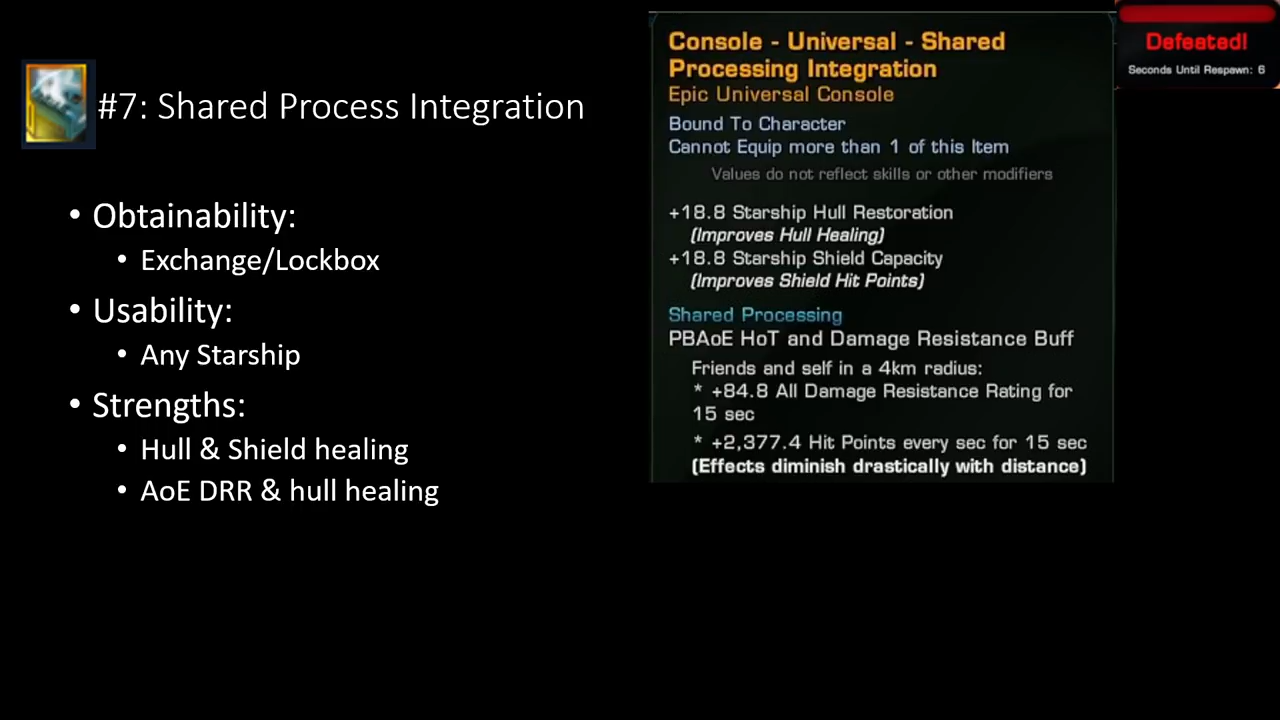 #7: Shared Process Integration
• Obtainability:
• Exchange/Lockbox
• Usability:
• Any Starship
• Strengths:
• Hull & Shield healing
• AoE DRR & hull healing
Console - Universal - Shared
Processing Integration
Epic Universal Console
Bound To Character
Cannot Equip more than 1 of this Item
Values do not reflect skills or other modifiers
+18.8 Starship Hull Restoration
(Improves Hull Healing)
+18.8 Starship Shield Capacity
(Improves Shield Hit Points)
Shared Processing
PBAoE HoT and Damage Resistance Buff
Friends and self in a 4km radius:
* +84.8 All Damage Resistance Rating for
15 sec
* +2,377.4 Hit Points every sec for 15 sec
(Effects diminish drastically with distance)
Defeated!
Seconds Until Respawn: 6